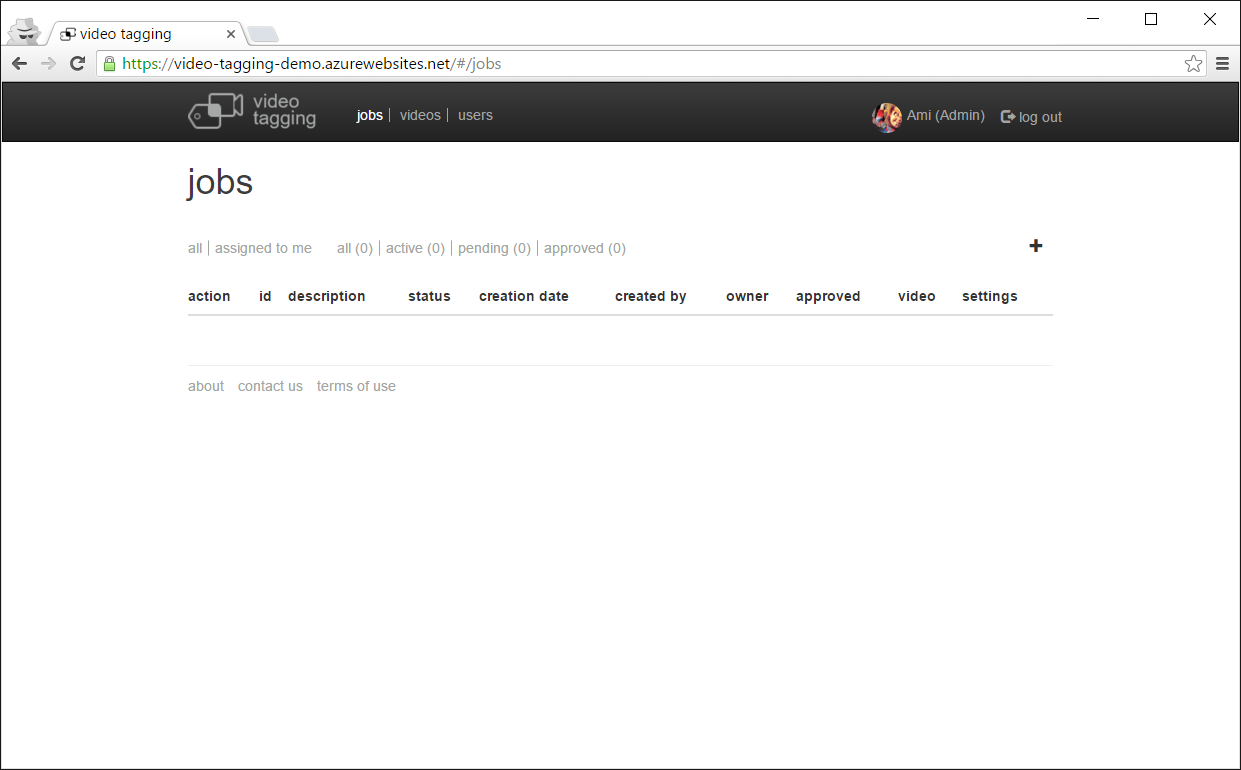 video tagging
https://video-tagging-demo.azurewebsites.net/#/jobs
video
tagging
jobs | videos | users
Ami (Admin) log out
jobs
all | assigned to me all (0) | active (0) | pending (0) | approved (0)
action id description status creation date created by owner approved video settings
about contact us terms of use